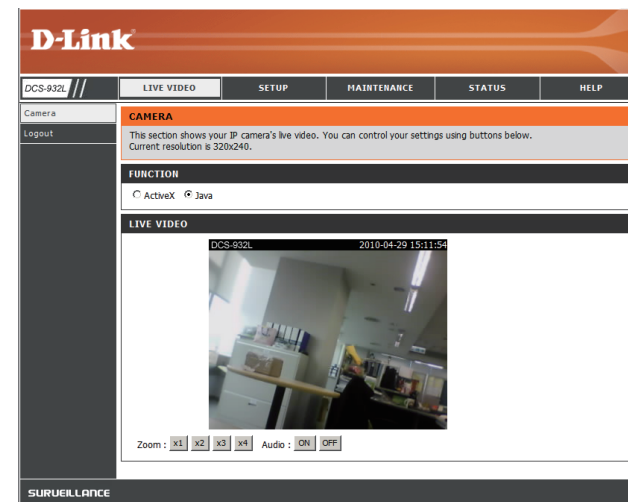 D-Link
DCS-932L // LIVE VIDEO SETUP MAINTENANCE STATUS HELP
Camera
Logout
CAMERA
This section shows your IP camera's live video. You can control your settings using buttons below.
Current resolution is 320x240.
FUNCTION
ActiveX Java
LIVE VIDEO
DCS-932L 2010-04-29 15:11:54
Zoom : x1 x2 x3 x4 Audio : ON OFF
SURVEILLANCE